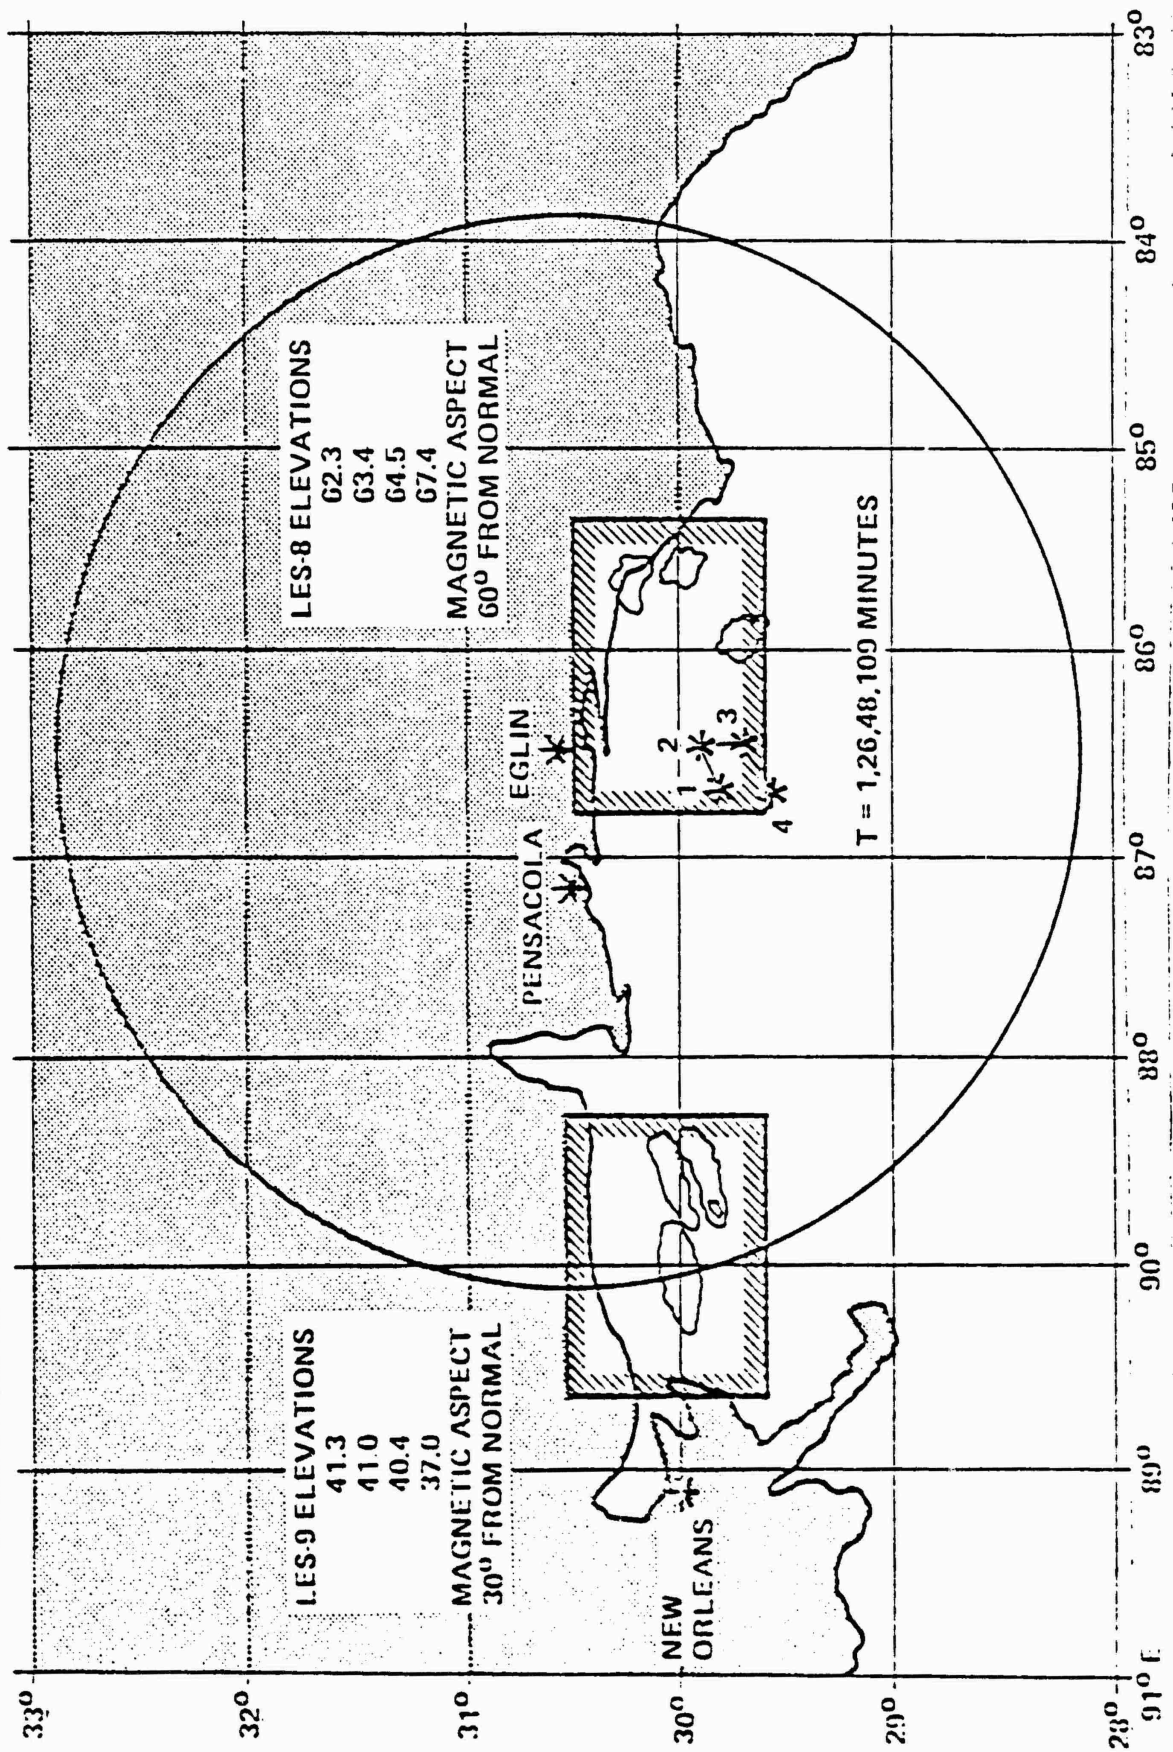 33°
32°
31°
30°
29°
28°
91° E
89°
90°
88°
87°
86°
85°
84°
83°
LES-9 ELEVATIONS
41.3
41.0
40.4
37.0
MAGNETIC ASPECT
30° FROM NORMAL
LES-8 ELEVATIONS
62.3
63.4
64.5
67.4
MAGNETIC ASPECT
60° FROM NORMAL
PENSACOLA
EGLIN
NEW
ORLEANS
1
2
3
4
T = 1,26,48,109 MINUTES